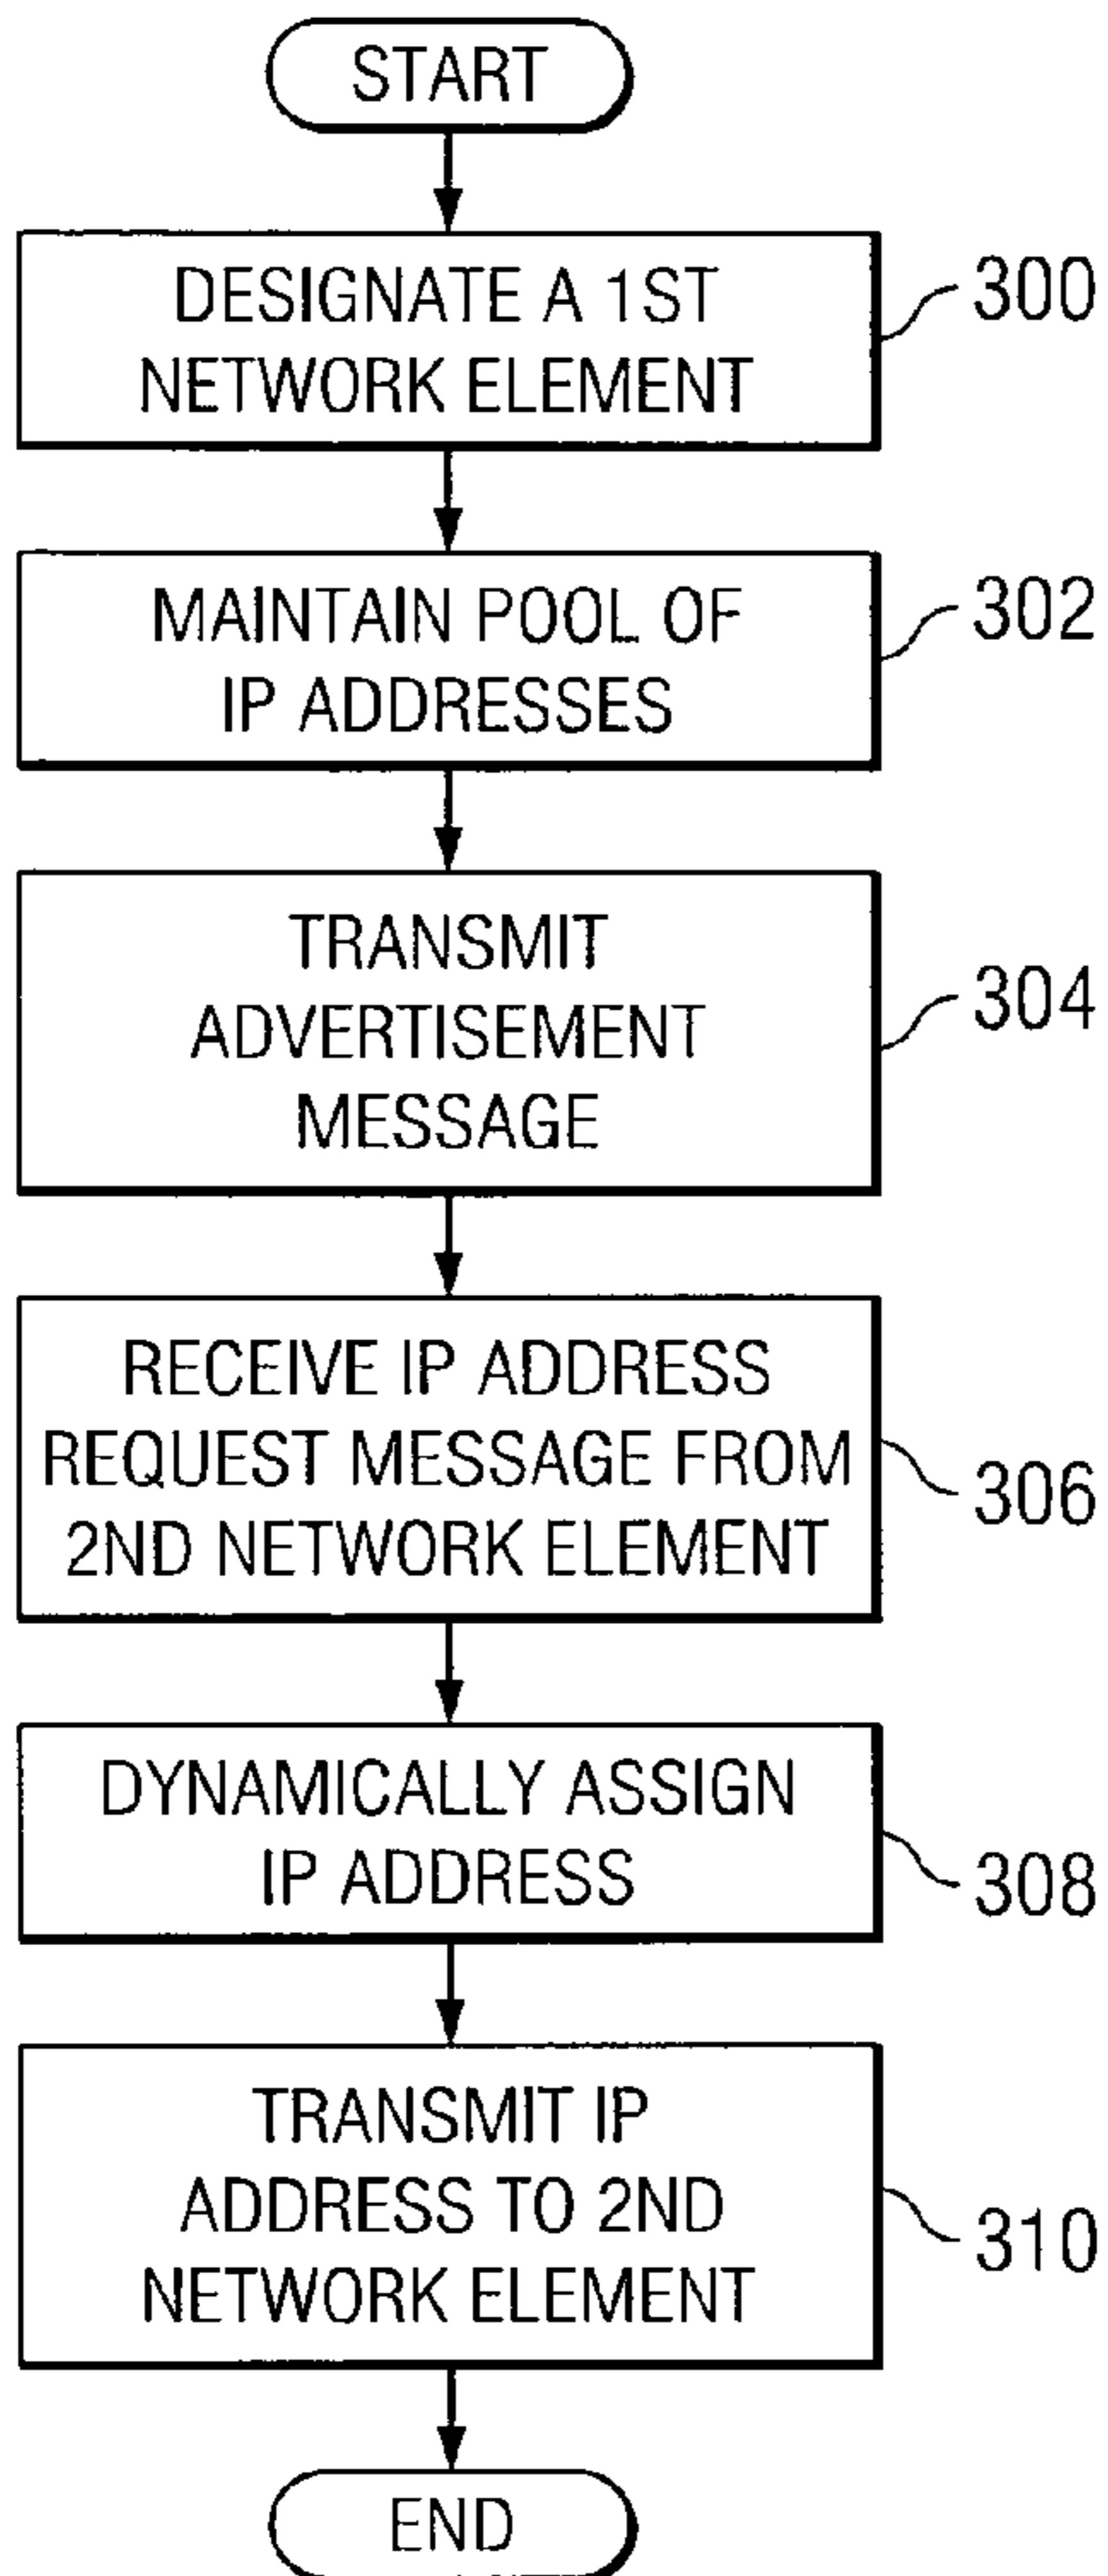 START
DESIGNATE A 1ST
NETWORK ELEMENT
300
MAINTAIN POOL OF
IP ADDRESSES
302
TRANSMIT
ADVERTISEMENT
MESSAGE
304
RECEIVE IP ADDRESS
REQUEST MESSAGE FROM
2ND NETWORK ELEMENT
306
DYNAMICALLY ASSIGN
IP ADDRESS
308
TRANSMIT IP
ADDRESS TO 2ND
NETWORK ELEMENT
310
END